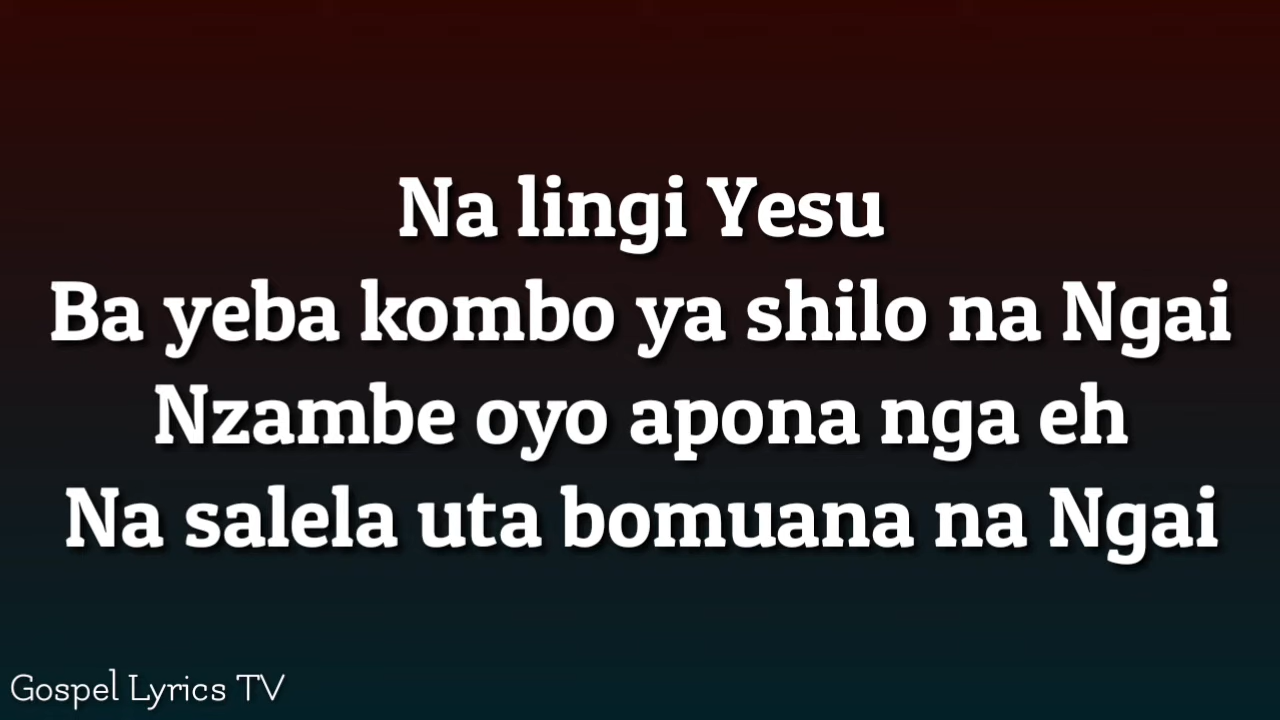 Na lingi Yesu
Ba yeba kombo ya shilo na Ngai
Nzambe oyo apona nga eh
Na salela uta bomuana na Ngai
Gospel Lyrics TV